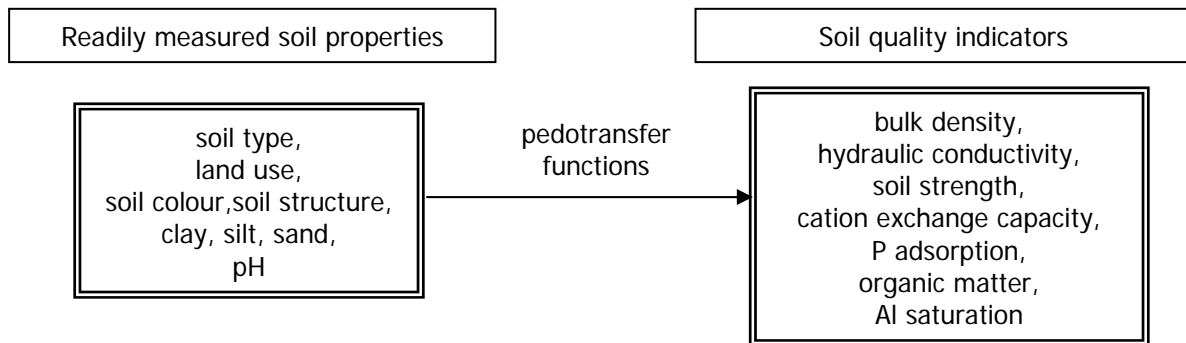 Readily measured soil properties
Soil quality indicators
soil type,
land use,
soil colour,soil structure,
clay, silt, sand,
pH
pedotransfer
functions
bulk density,
hydraulic conductivity,
soil strength,
cation exchange capacity,
P adsorption,
organic matter,
Al saturation